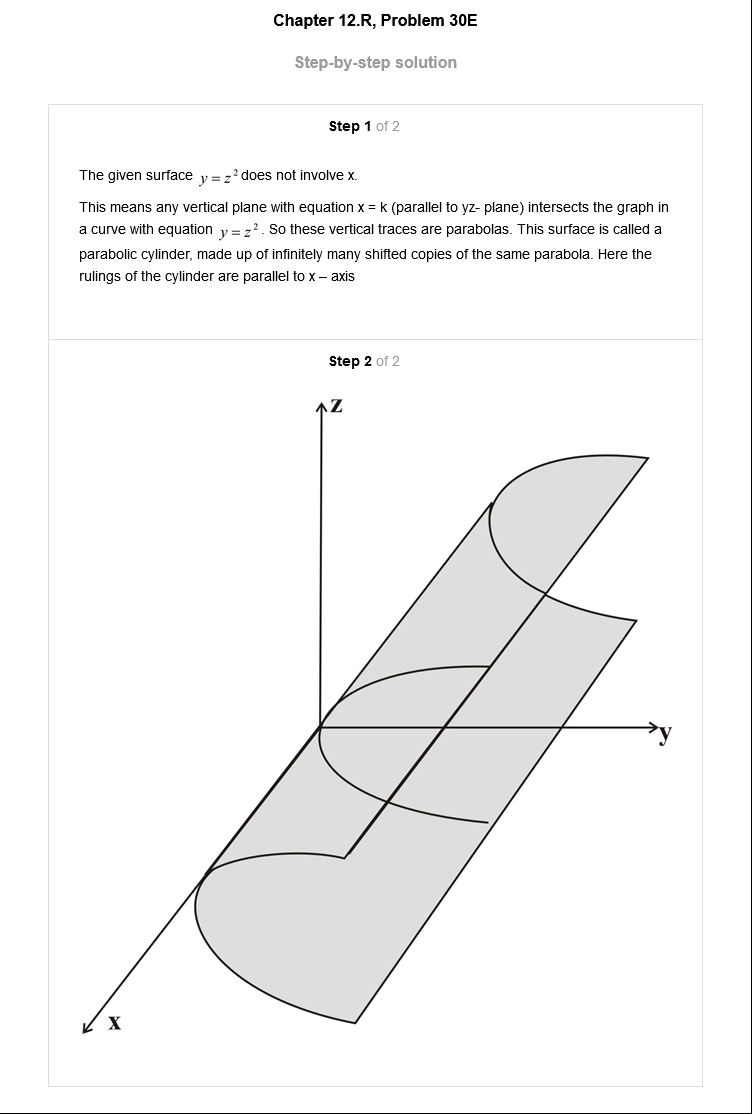 Chapter 12.R, Problem 30E
Step-by-step solution
Step 1 of 2
The given surface y = z² does not involve x.
This means any vertical plane with equation x = k (parallel to yz- plane) intersects the graph in
a curve with equation y = z². So these vertical traces are parabolas. This surface is called a
parabolic cylinder, made up of infinitely many shifted copies of the same parabola. Here the
rulings of the cylinder are parallel to x – axis
Step 2 of 2
z
y
x